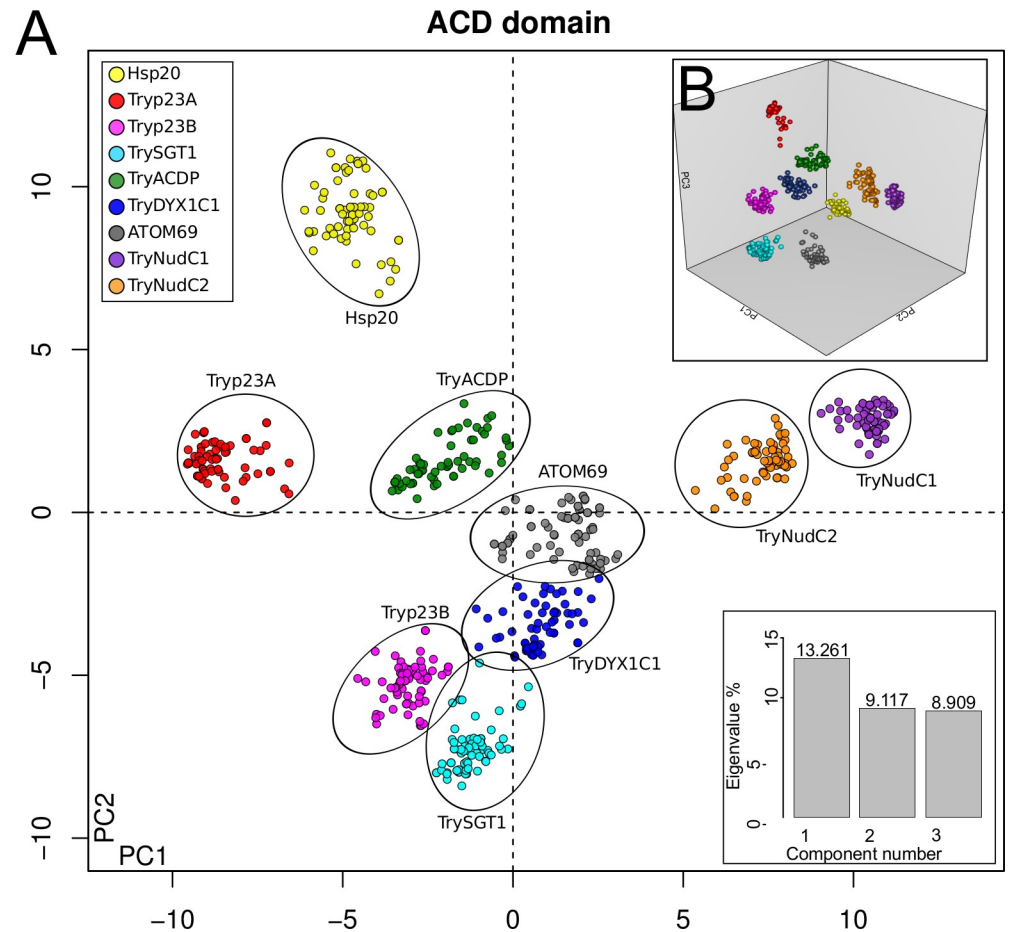 A
ACD domain
Hsp20
Tryp23A
Tryp23B
TrySGT1
TryACDP
TryDYX1C1
ATOM69
TryNudC1
TryNudC2
B
PC3
PC1
PC2
Hsp20
Tryp23A
TryACDP
ATOM69
TryNudC1
TryNudC2
Tryp23B
TryDYX1C1
TrySGT1
10
5
0
−5
−10
PC2
PC1
−10
−5
0
5
10
Eigenvalue %
15
10
5
0
13.261
9.117
8.909
1
2
3
Component number